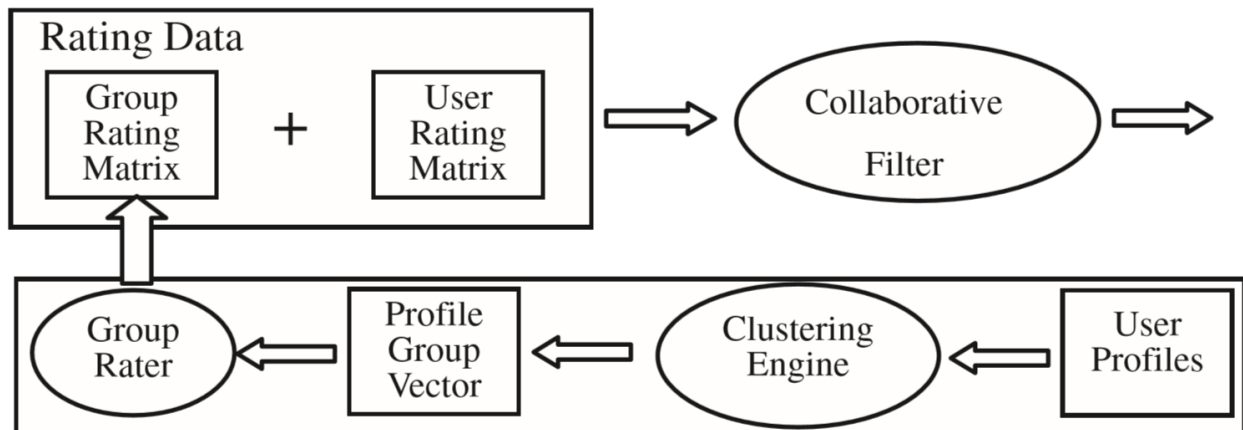 Rating Data
Group
Rating
Matrix
+
User
Rating
Matrix
Collaborative
Filter
Group
Rater
Profile
Group
Vector
Clustering
Engine
User
Profiles